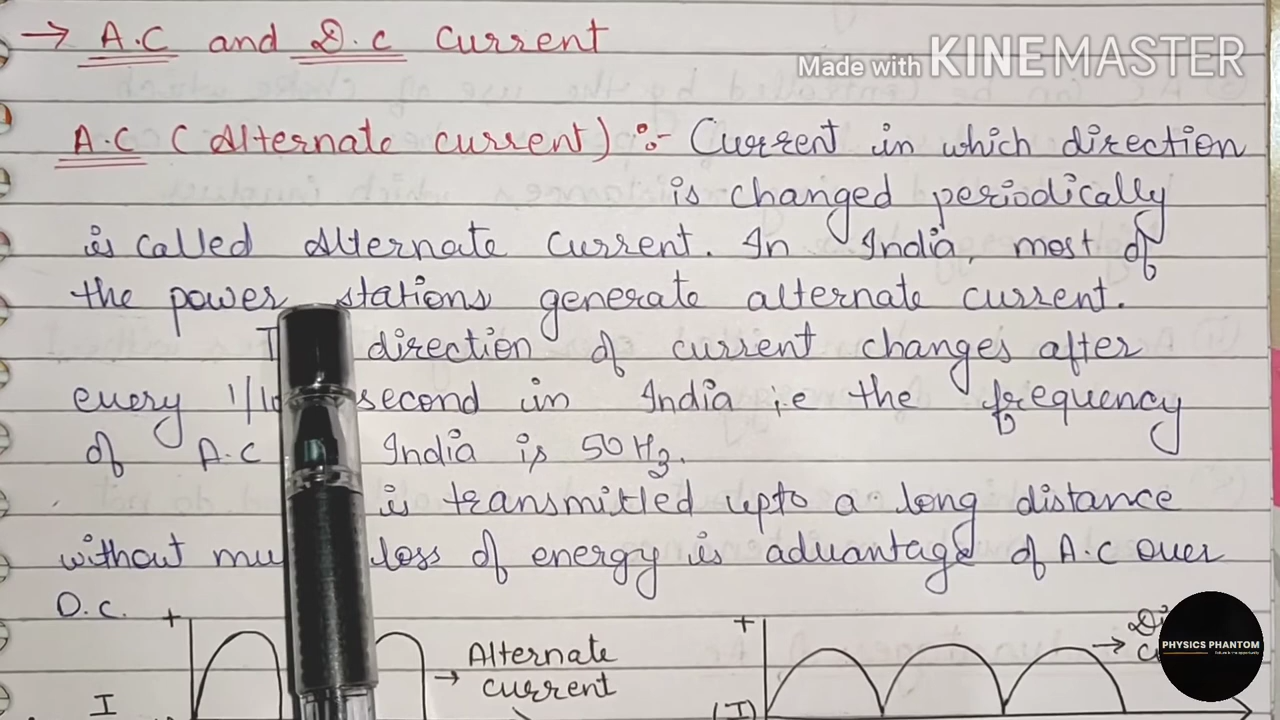 → A.C and D.c Current
Made with KINEMASTER
A.C (Alternate current) :- Current in which direction
is changed periodically
is called Alternate Current. In India, most of
the power stations generate alternate current.
direction of current changes after
every second in India i.e the frequency
of A.C India is 50 Hz.
is transmitted upto a long distance
without loss of energy is advantage of A.C over
D.C.
+
I
→ Alternate
current
+
(I)
→
PHYSICS PHANTOM